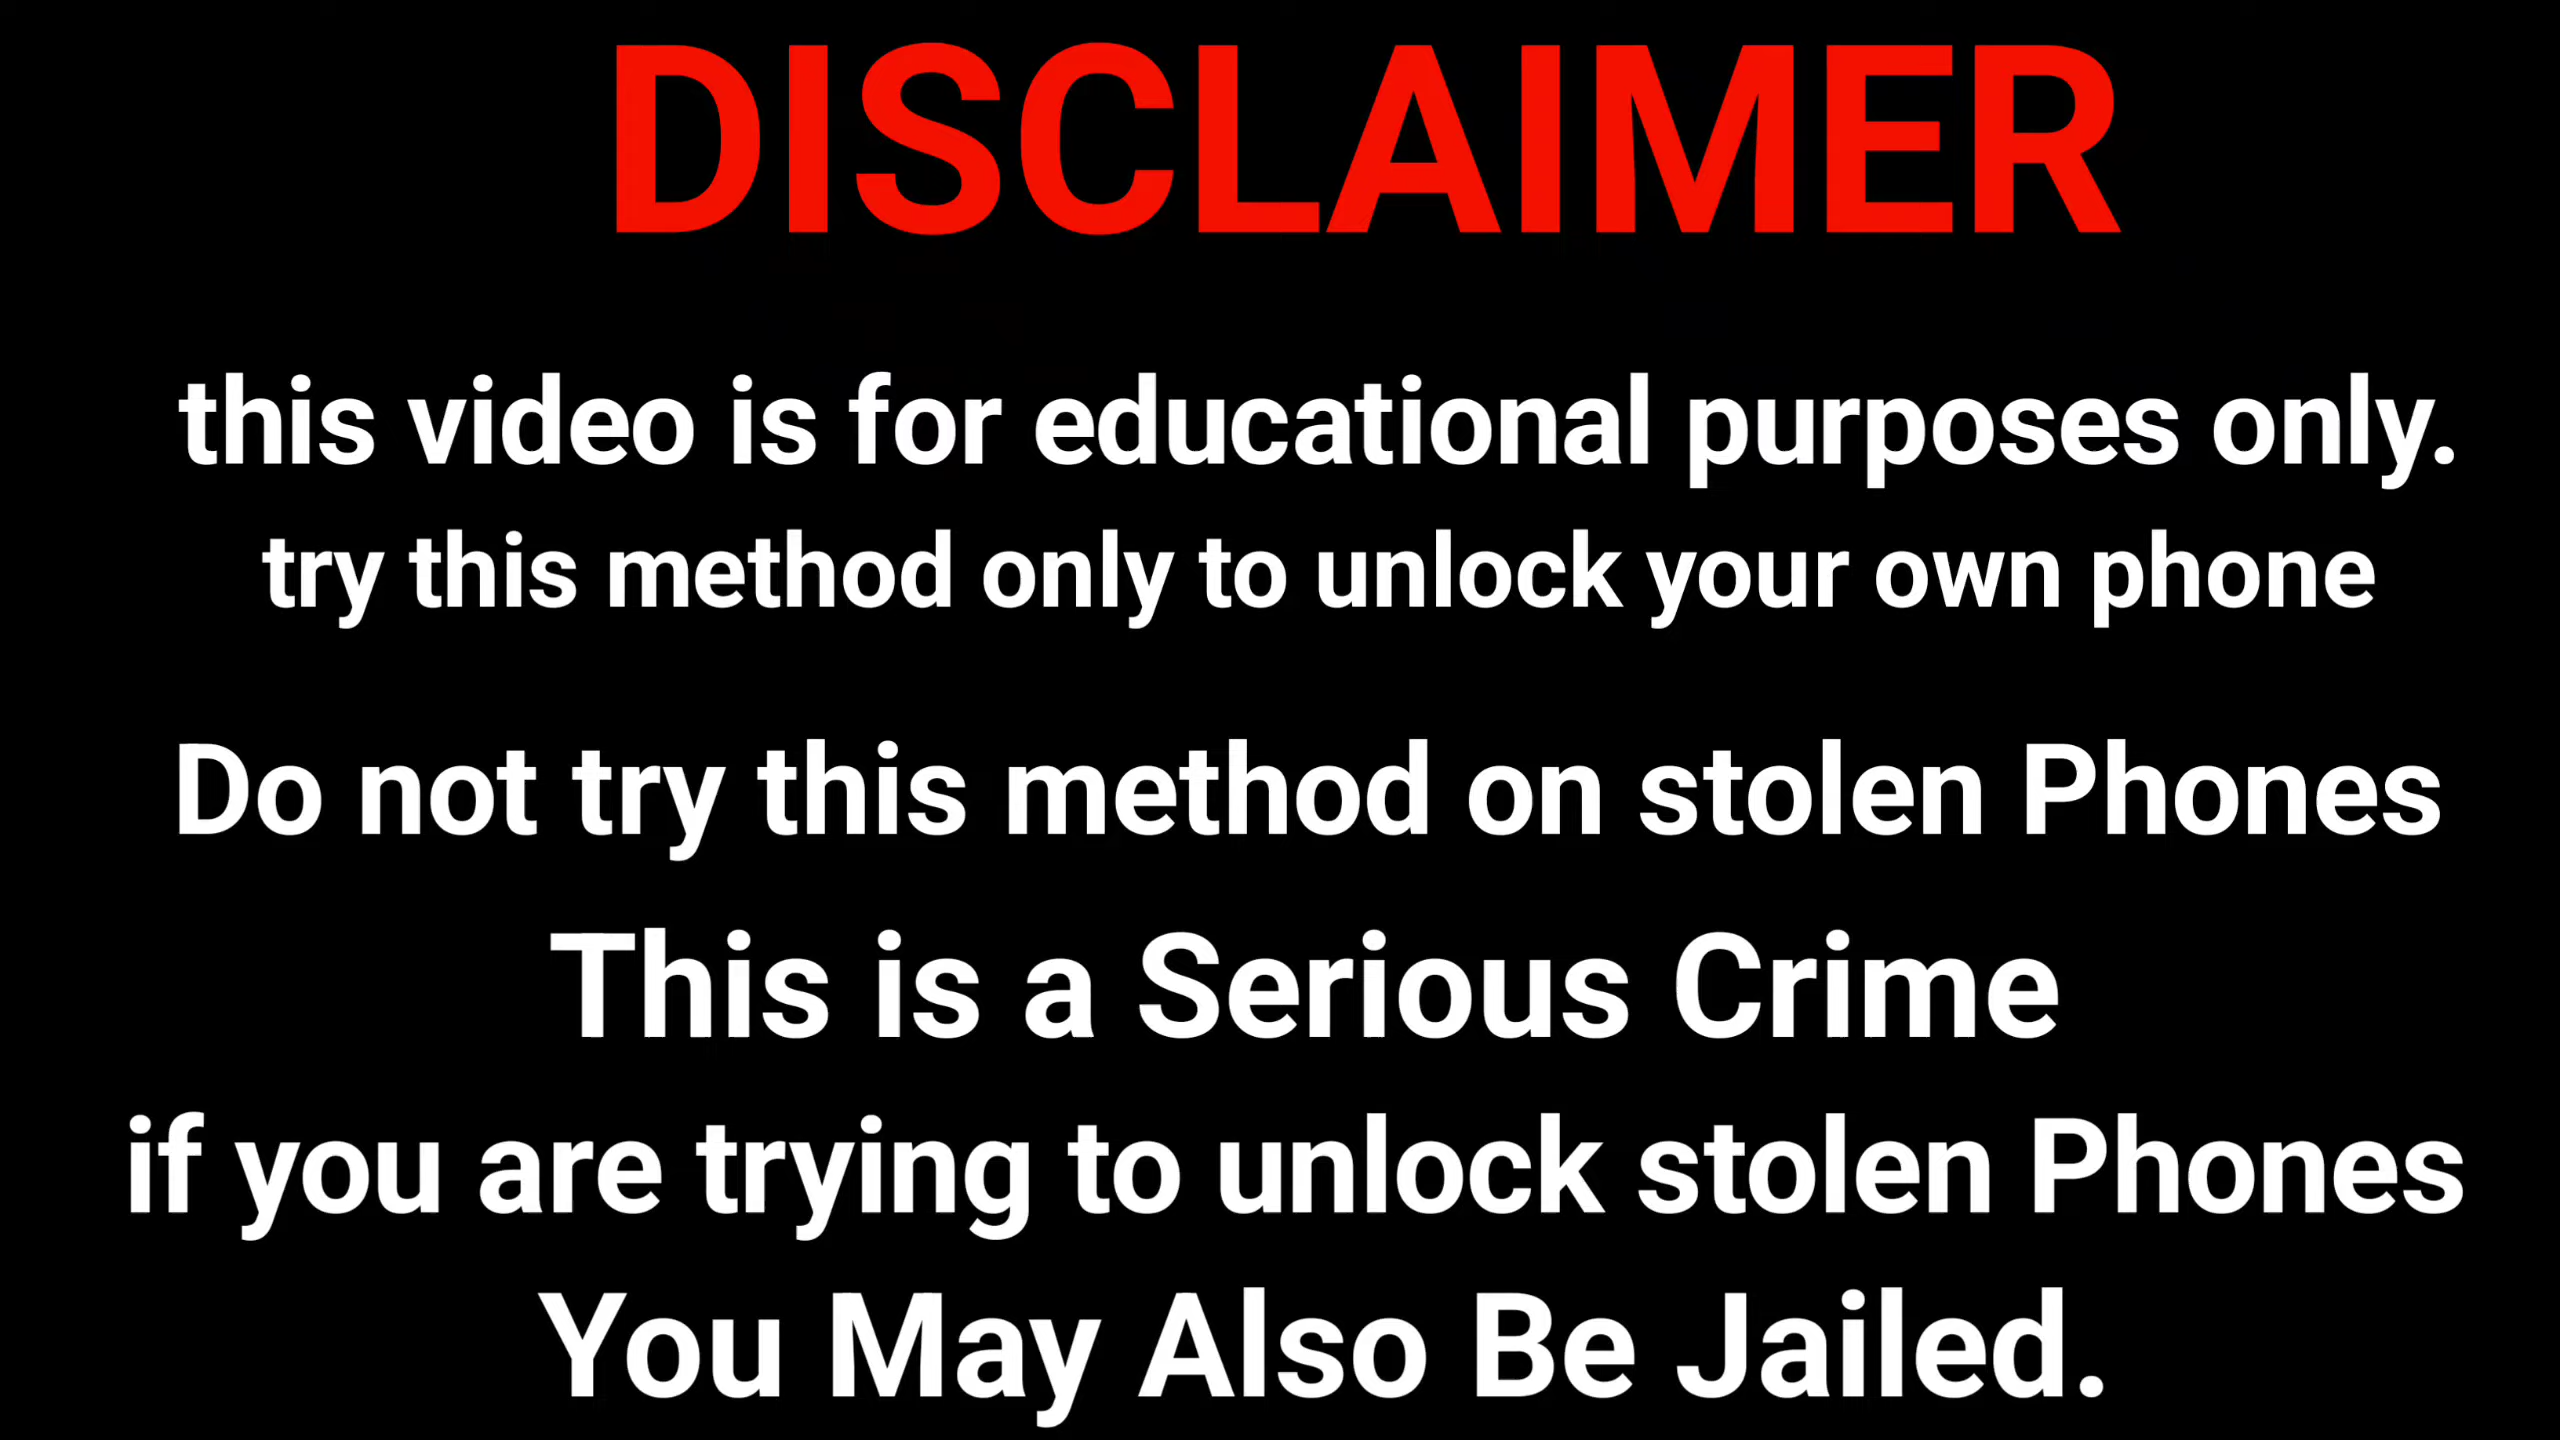 DISCLAIMER
this video is for educational purposes only.
try this method only to unlock your own phone
Do not try this method on stolen Phones
This is a Serious Crime
if you are trying to unlock stolen Phones
You May Also Be Jailed.